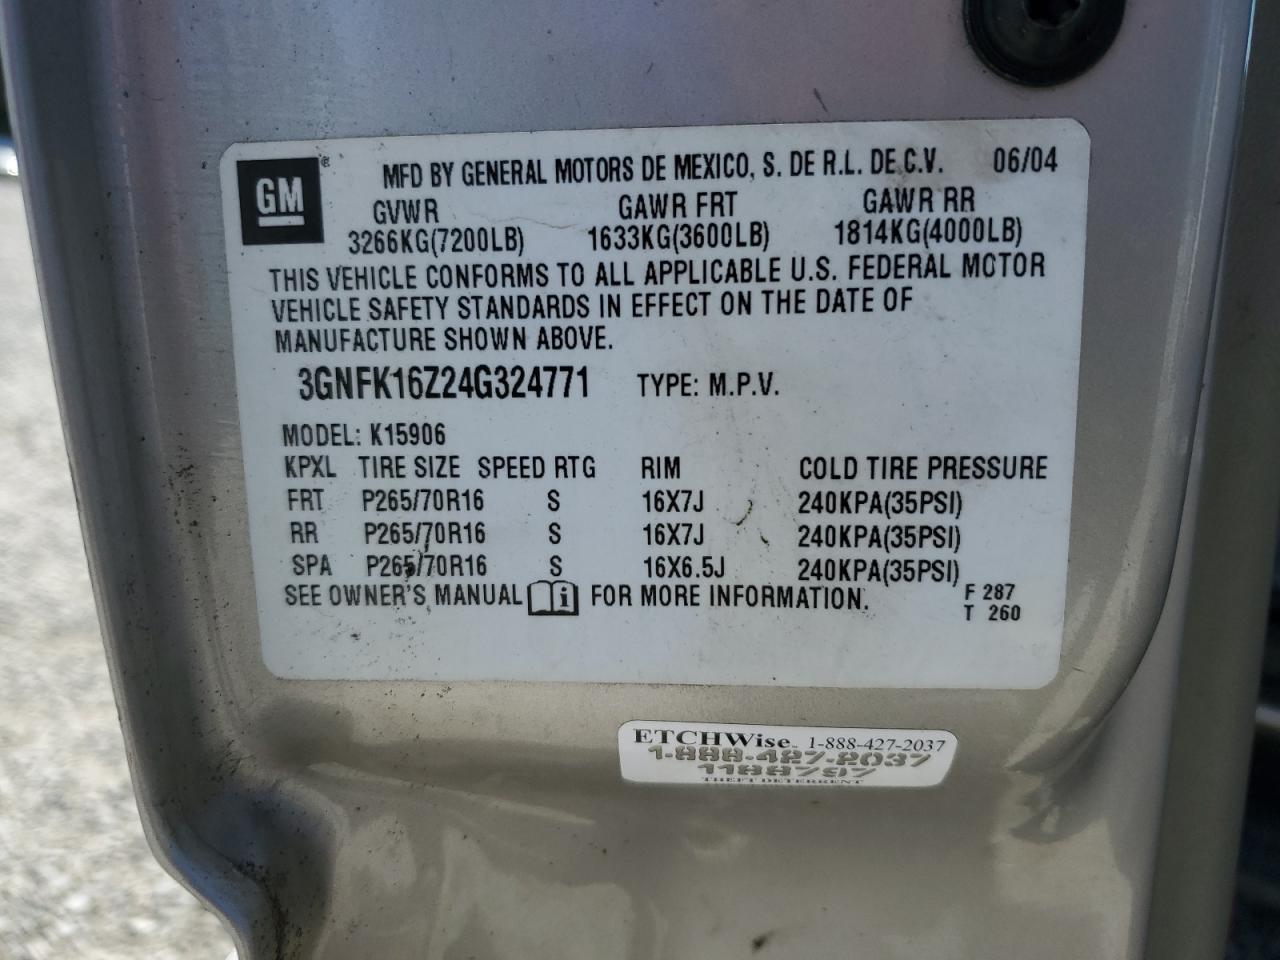 GM ® MFD BY GENERAL MOTORS DE MEXICO, S. DE R.L. DE C.V. 06/04
GVWR GAWR FRT GAWR RR
3266KG(7200LB) 1633KG(3600LB) 1814KG(4000LB)
THIS VEHICLE CONFORMS TO ALL APPLICABLE U.S. FEDERAL MOTOR
VEHICLE SAFETY STANDARDS IN EFFECT ON THE DATE OF
MANUFACTURE SHOWN ABOVE.
3GNFK16Z24G324771 TYPE: M.P.V.
MODEL: K15906
KPXL TIRE SIZE SPEED RTG RIM COLD TIRE PRESSURE
FRT P265/70R16 S 16X7J 240KPA(35PSI)
RR P265/70R16 S 16X7J 240KPA(35PSI)
SPA P265/70R16 S 16X6.5J 240KPA(35PSI)
SEE OWNER'S MANUAL i FOR MORE INFORMATION.
F 287
T 260
ETCHWise™ 1-888-427-2037
1-888-427-2037
1188797
THEFT DETERRENT